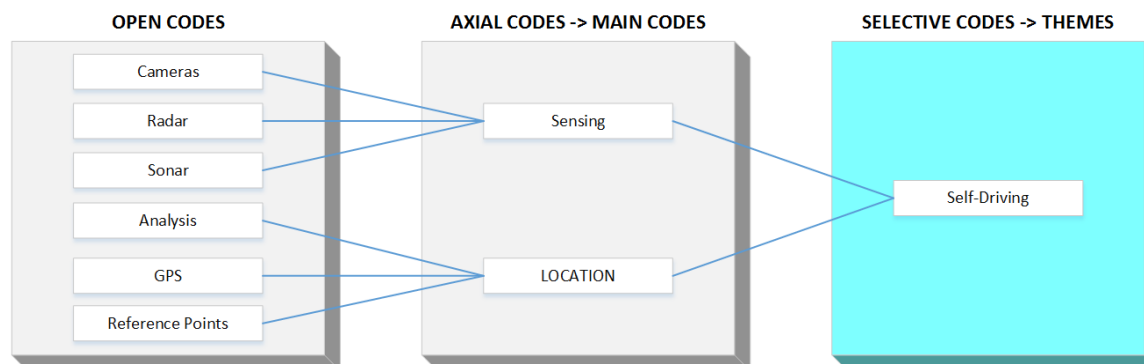 OPEN CODES
AXIAL CODES -> MAIN CODES
SELECTIVE CODES -> THEMES
Cameras
Radar
Sonar
Analysis
GPS
Reference Points
Sensing
LOCATION
Self-Driving